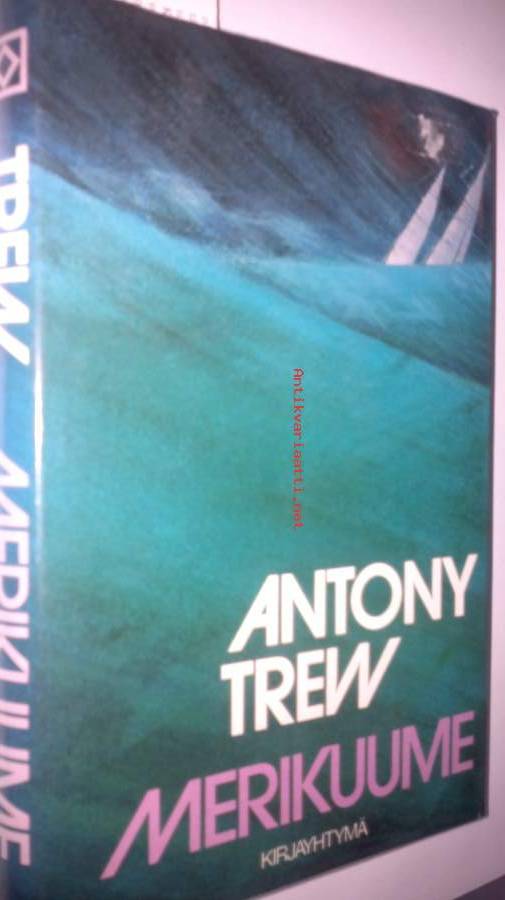 TREW MERIKUUME
Antikvariaatti.net
ANTONY
TREW
MERIKUUME
KIRJAYHTYMÄ